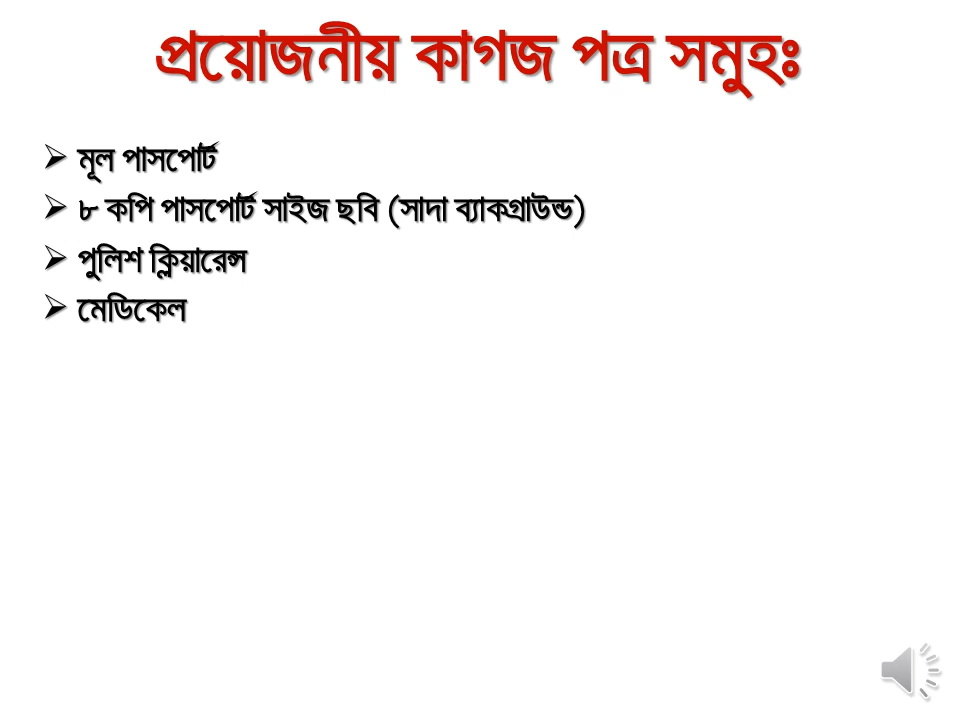 প্রয়োজনীয় কাগজ পত্র সমুহঃ
➢ মূল পাসপোর্ট
➢ ৮ কপি পাসপোর্ট সাইজ ছবি (সাদা ব্যাকগ্রাউন্ড)
➢ পুলিশ ক্লিয়ারেন্স
➢ মেডিকেল